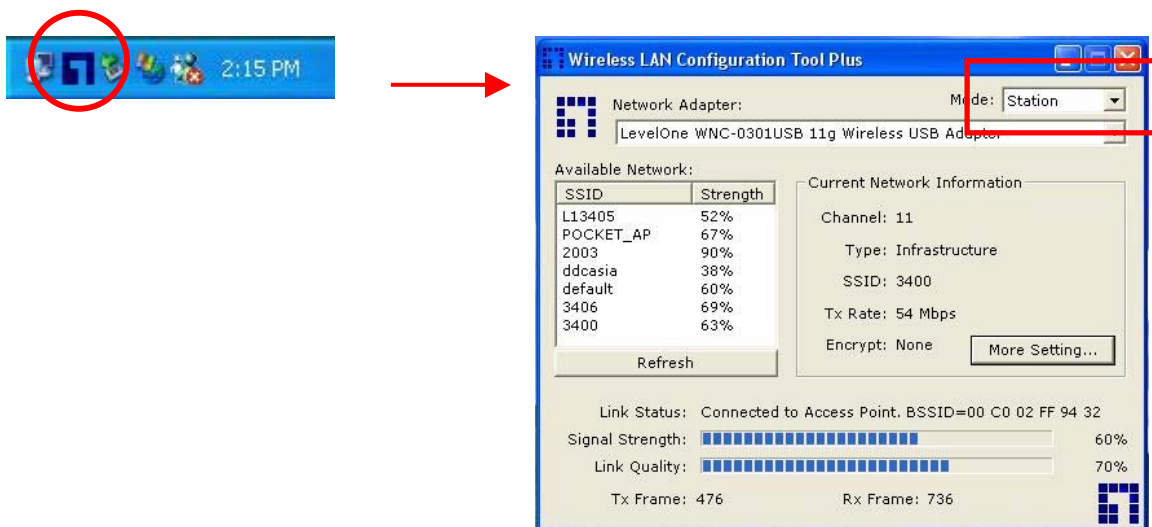 2:15 PM
Wireless LAN Configuration Tool Plus
Network Adapter:
Mode: Station
LevelOne WNC-0301USB 11g Wireless USB Adapter
Available Network:
SSID Strength
L13405 52%
POCKET_AP 67%
2003 90%
ddcasia 38%
default 60%
3406 69%
3400 63%
Refresh
Current Network Information
Channel: 11
Type: Infrastructure
SSID: 3400
Tx Rate: 54 Mbps
Encrypt: None
More Setting...
Link Status: Connected to Access Point. BSSID=00 C0 02 FF 94 32
Signal Strength: 60%
Link Quality: 70%
Tx Frame: 476 Rx Frame: 736